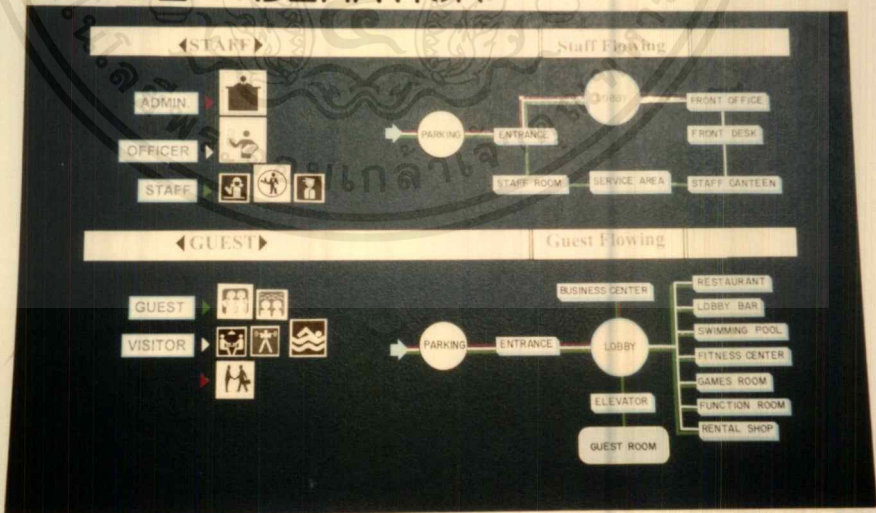 STAFF
Staff Flowing
ADMIN.
OFFICER
STAFF
PARKING
ENTRANCE
LOBBY
FRONT OFFICE
FRONT DESK
STAFF ROOM
SERVICE AREA
STAFF CANTEEN
GUEST
Guest Flowing
GUEST
VISITOR
PARKING
ENTRANCE
BUSINESS CENTER
LOBBY
ELEVATOR
GUEST ROOM
RESTAURANT
LOBBY BAR
SWIMMING POOL
FITNESS CENTER
GAMES ROOM
FUNCTION ROOM
RENTAL SHOP